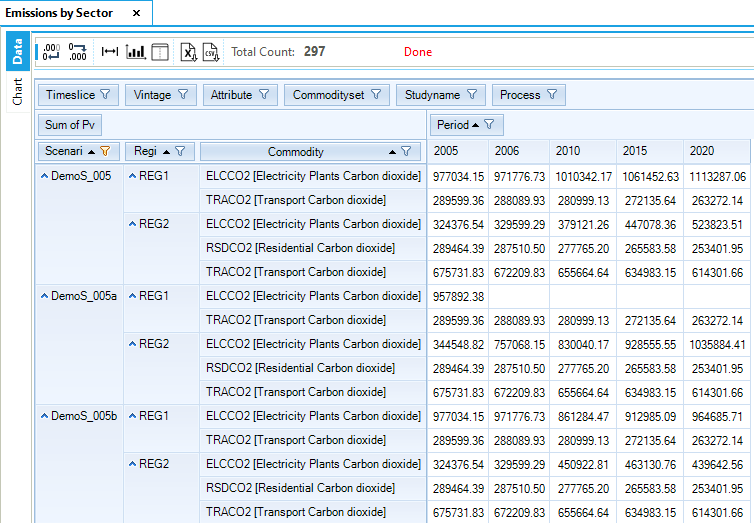 Emissions by Sector ×
Data
Chart
.000 .000 CSV Total Count: 297 Done
Timeslice Vintage Attribute Commodityset Studyname Process
Sum of Pv Period
Scenari Regi Commodity 2005 2006 2010 2015 2020
DemoS_005 REG1 ELCCO2 [Electricity Plants Carbon dioxide] 977034.15 971776.73 1010342.17 1061452.63 1113287.06
TRACO2 [Transport Carbon dioxide] 289599.36 288089.93 280999.13 272135.64 263272.14
REG2 ELCCO2 [Electricity Plants Carbon dioxide] 324376.54 329599.29 379121.26 447078.36 523823.51
RSDCO2 [Residential Carbon dioxide] 289464.39 287510.50 277765.20 265583.58 253401.95
TRACO2 [Transport Carbon dioxide] 675731.83 672209.83 655664.64 634983.15 614301.66
DemoS_005a REG1 ELCCO2 [Electricity Plants Carbon dioxide] 957892.38
TRACO2 [Transport Carbon dioxide] 289599.36 288089.93 280999.13 272135.64 263272.14
REG2 ELCCO2 [Electricity Plants Carbon dioxide] 344548.82 757068.15 830040.17 928555.55 1035884.41
RSDCO2 [Residential Carbon dioxide] 289464.39 287510.50 277765.20 265583.58 253401.95
TRACO2 [Transport Carbon dioxide] 675731.83 672209.83 655664.64 634983.15 614301.66
DemoS_005b REG1 ELCCO2 [Electricity Plants Carbon dioxide] 977034.15 971776.73 861284.47 912985.09 964685.71
TRACO2 [Transport Carbon dioxide] 289599.36 288089.93 280999.13 272135.64 263272.14
REG2 ELCCO2 [Electricity Plants Carbon dioxide] 324376.54 329599.29 450922.81 463130.76 439642.56
RSDCO2 [Residential Carbon dioxide] 289464.39 287510.50 277765.20 265583.58 253401.95
TRACO2 [Transport Carbon dioxide] 675731.83 672209.83 655664.64 634983.15 614301.66